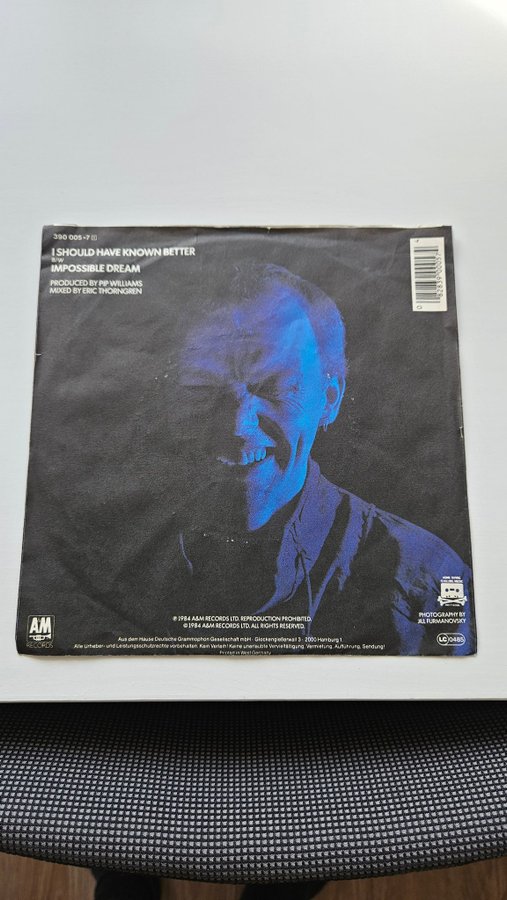 390 005-7
I SHOULD HAVE KNOWN BETTER
B/W
IMPOSSIBLE DREAM
PRODUCED BY PIP WILLIAMS
MIXED BY ERIC THORNGREN
A&M
RECORDS
℗ 1984 A&M RECORDS LTD. REPRODUCTION PROHIBITED.
© 1984 A&M RECORDS LTD. ALL RIGHTS RESERVED.
Aus dem Hause Deutsche Grammophon Gesellschaft mbH · Glockengießerwall 3 · 2000 Hamburg 1
Alle Urheber- und Leistungsschutzrechte vorbehalten. Kein Verleih! Keine unerlaubte Vervielfältigung, Vermietung, Aufführung, Sendung!
Printed in West Germany
PHOTOGRAPHY BY
JILL FURMANOVSKY
LC 0485